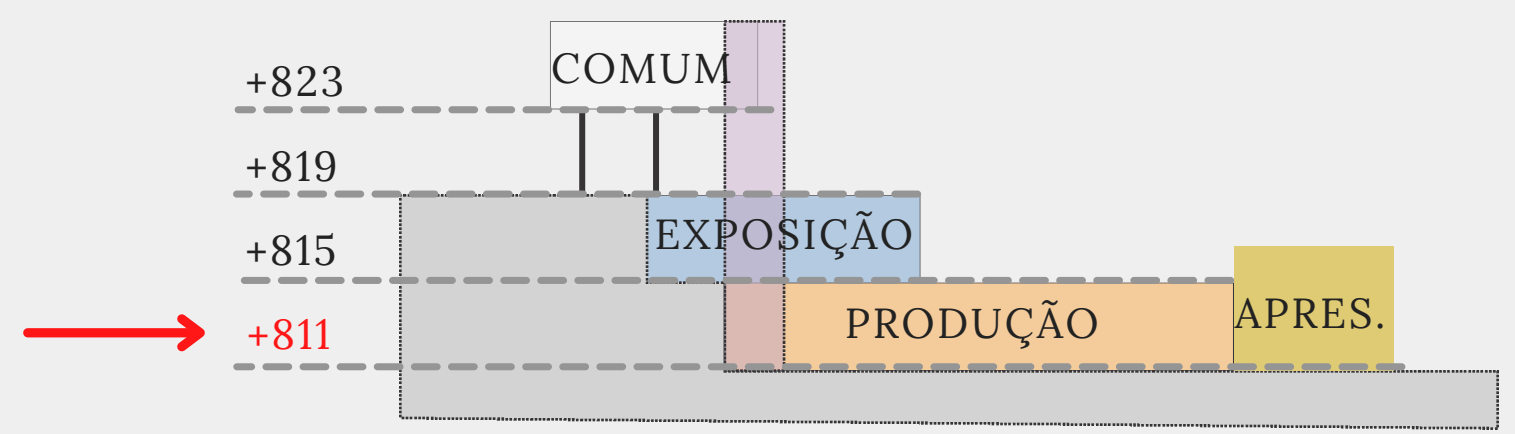 COMUM
+823
+819
EXPOSIÇÃO
+815
PRODUÇÃO
APRES.
+811